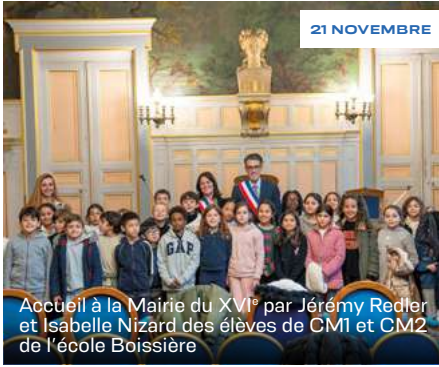 21 NOVEMBRE
GAP
Accueil à la Mairie du XVIe par Jérémy Redler
et Isabelle Nizard des élèves de CM1 et CM2
de l'école Boissière